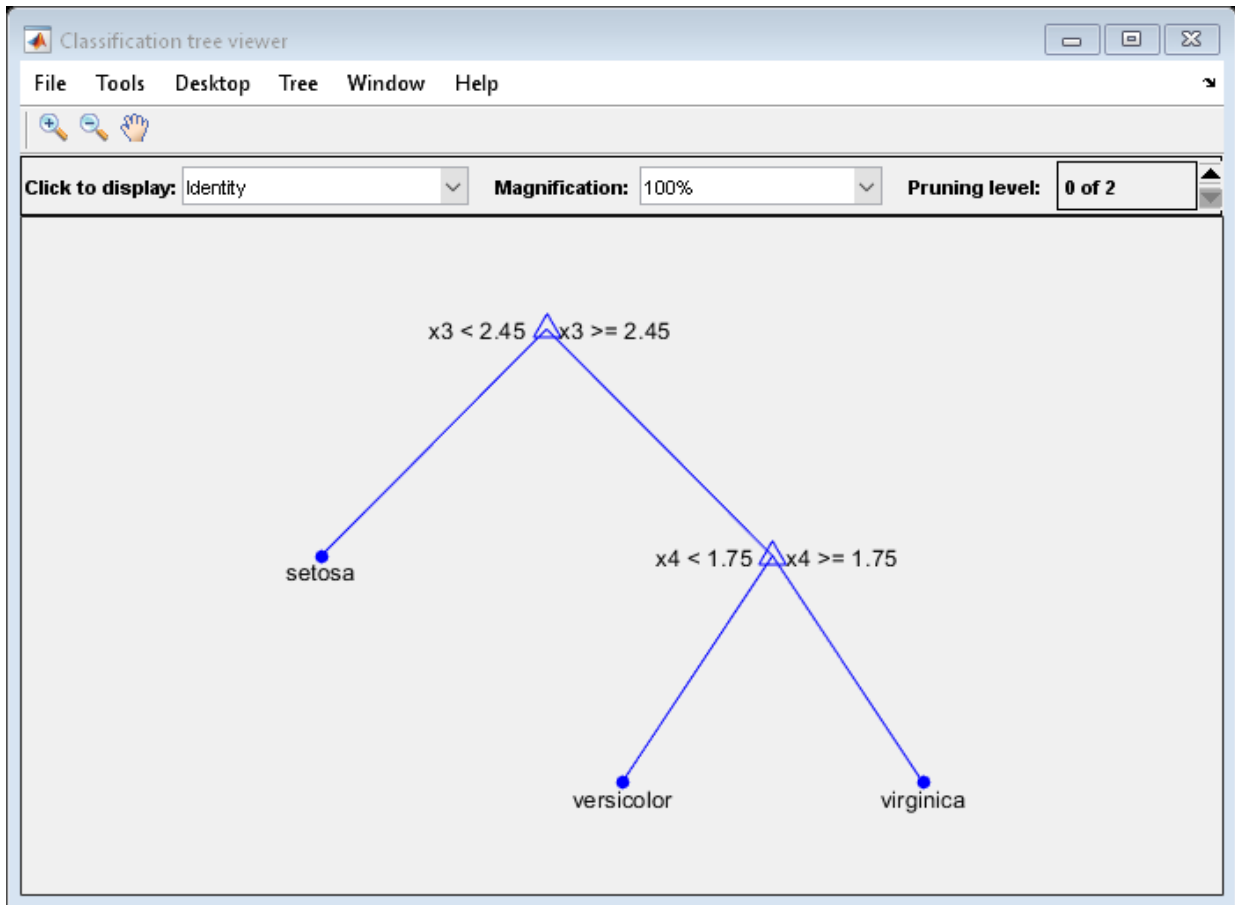 Classification tree viewer
File Tools Desktop Tree Window Help
Click to display: Identity Magnification: 100% Pruning level: 0 of 2
x3 < 2.45 x3 >= 2.45
setosa
x4 < 1.75 x4 >= 1.75
versicolor
virginica